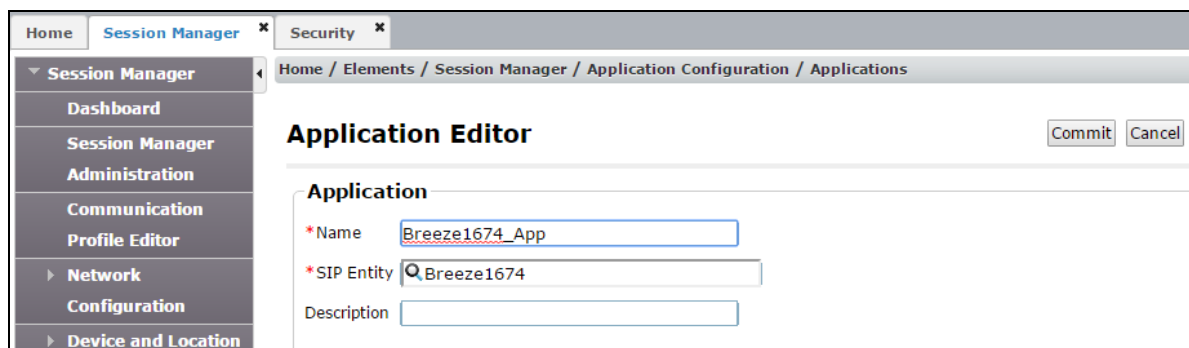 Home Session Manager × Security ×
Session Manager
Home / Elements / Session Manager / Application Configuration / Applications
Dashboard
Session Manager
Administration
Communication
Profile Editor
Network
Configuration
Device and Location
Application Editor
Commit Cancel
Application
*Name Breeze1674_App
*SIP Entity Breeze1674
Description